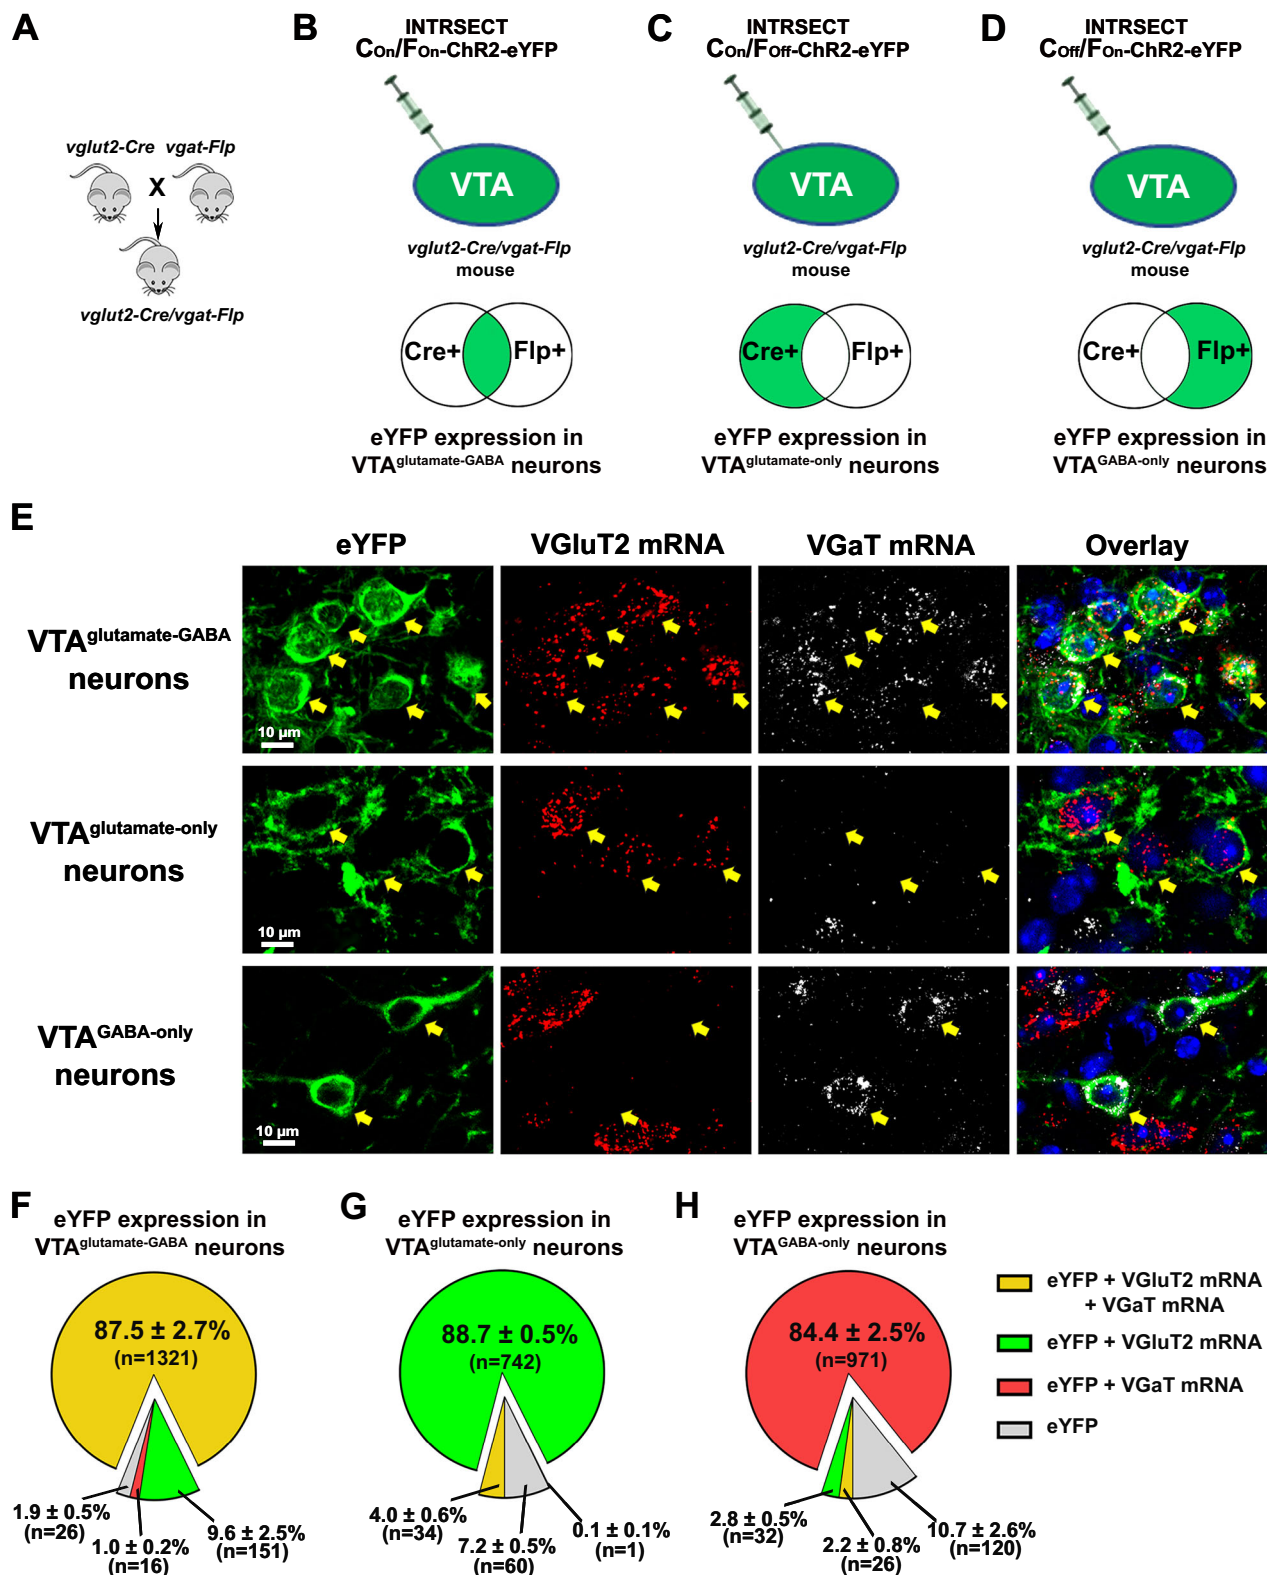 A
vglut2-Cre vgat-Flp
X
vglut2-Cre/vgat-Flp
B
INTRSECT
COn/FOn-ChR2-eYFP
VTA
vglut2-Cre/vgat-Flp
mouse
Cre+ Flp+
eYFP expression in
VTAglutamate-GABA neurons
C
INTRSECT
COn/FOff-ChR2-eYFP
VTA
vglut2-Cre/vgat-Flp
mouse
Cre+ Flp+
eYFP expression in
VTAglutamate-only neurons
D
INTRSECT
COff/FOn-ChR2-eYFP
VTA
vglut2-Cre/vgat-Flp
mouse
Cre+ Flp+
eYFP expression in
VTAGABA-only neurons
E
eYFP VGluT2 mRNA VGaT mRNA Overlay
VTAglutamate-GABA
neurons
10 µm
VTAglutamate-only
neurons
10 µm
VTAGABA-only
neurons
10 µm
F
eYFP expression in
VTAglutamate-GABA neurons
87.5 ± 2.7%
(n=1321)
1.9 ± 0.5%
(n=26)
1.0 ± 0.2%
(n=16)
9.6 ± 2.5%
(n=151)
G
eYFP expression in
VTAglutamate-only neurons
88.7 ± 0.5%
(n=742)
4.0 ± 0.6%
(n=34)
7.2 ± 0.5%
(n=60)
0.1 ± 0.1%
(n=1)
H
eYFP expression in
VTAGABA-only neurons
84.4 ± 2.5%
(n=971)
2.8 ± 0.5%
(n=32)
2.2 ± 0.8%
(n=26)
10.7 ± 2.6%
(n=120)
eYFP + VGluT2 mRNA
+ VGaT mRNA
eYFP + VGluT2 mRNA
eYFP + VGaT mRNA
eYFP